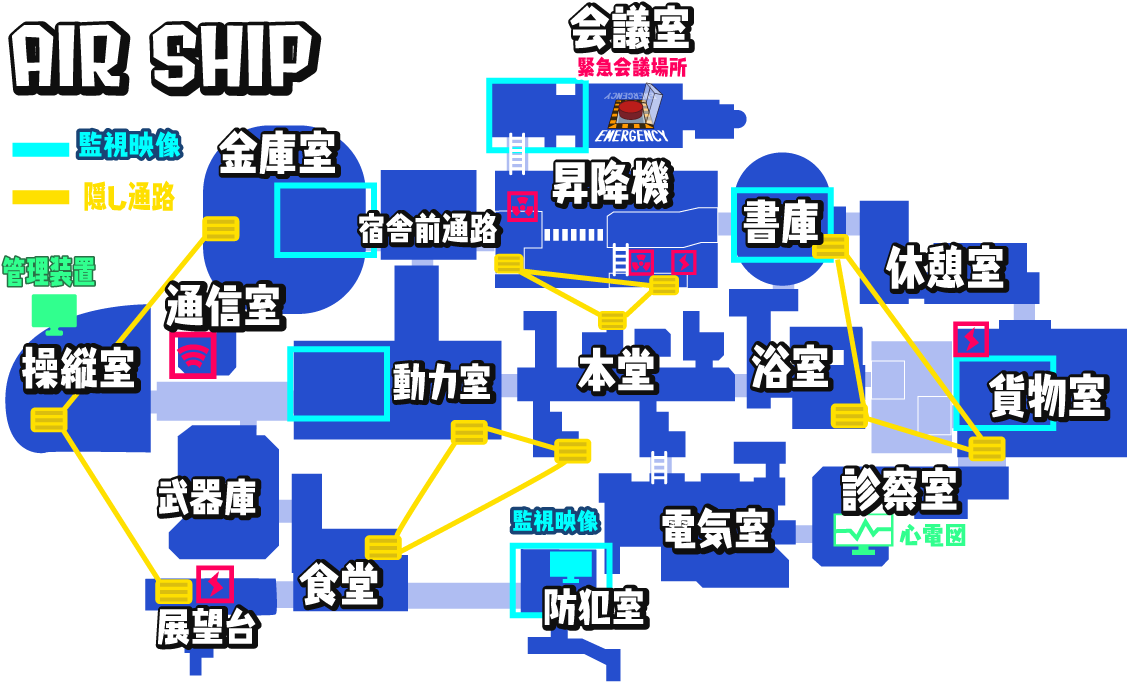 AIR SHIP
会議室
緊急会議場所
EMERGENCY
EMERGENCY
監視映像
隠し通路
金庫室
昇降機
宿舎前通路
書庫
休憩室
管理装置
通信室
操縦室
動力室
本堂
浴室
貨物室
武器庫
診察室
心電図
電気室
監視映像
食堂
防犯室
展望台